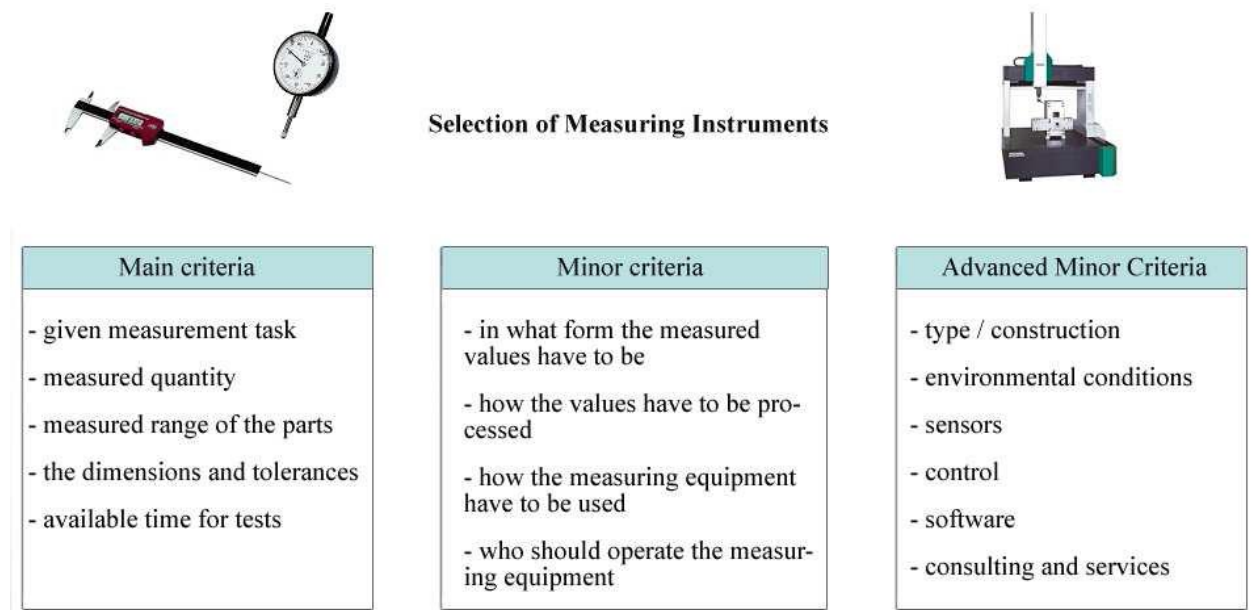 Selection of Measuring Instruments
Main criteria
- given measurement task
- measured quantity
- measured range of the parts
- the dimensions and tolerances
- available time for tests
Minor criteria
- in what form the measured
values have to be
- how the values have to be pro-
cessed
- how the measuring equipment
have to be used
- who should operate the measur-
ing equipment
Advanced Minor Criteria
- type / construction
- environmental conditions
- sensors
- control
- software
- consulting and services